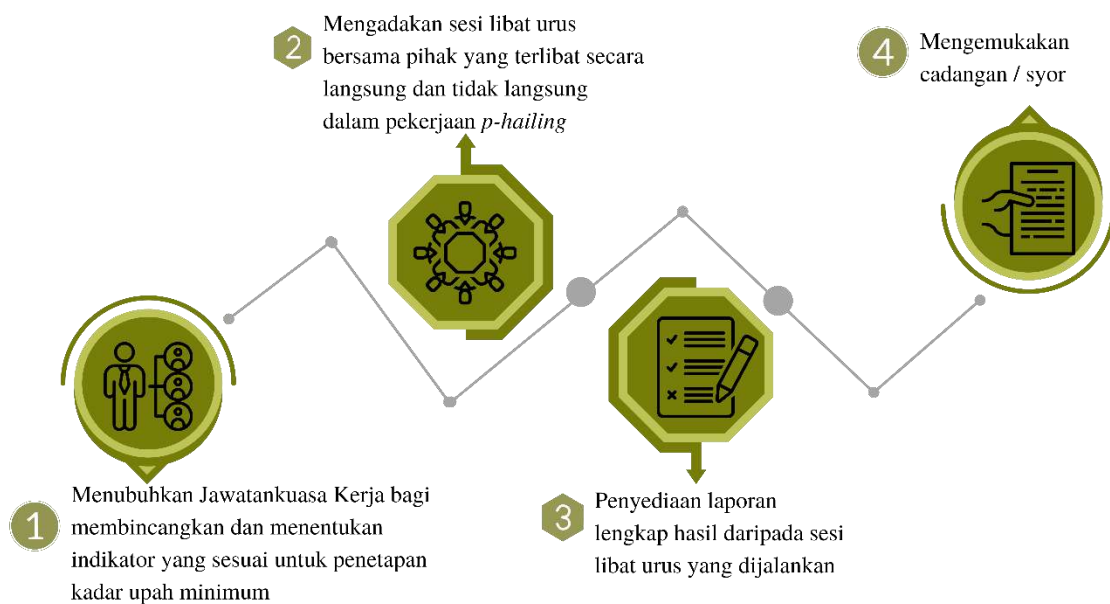 1
Menubuhkan Jawatankuasa Kerja bagi
membincangkan dan menentukan
indikator yang sesuai untuk penetapan
kadar upah minimum
2
Mengadakan sesi libat urus
bersama pihak yang terlibat secara
langsung dan tidak langsung
dalam pekerjaan p-hailing
3
Penyediaan laporan
lengkap hasil daripada sesi
libat urus yang dijalankan
4
Mengemukakan
cadangan / syor